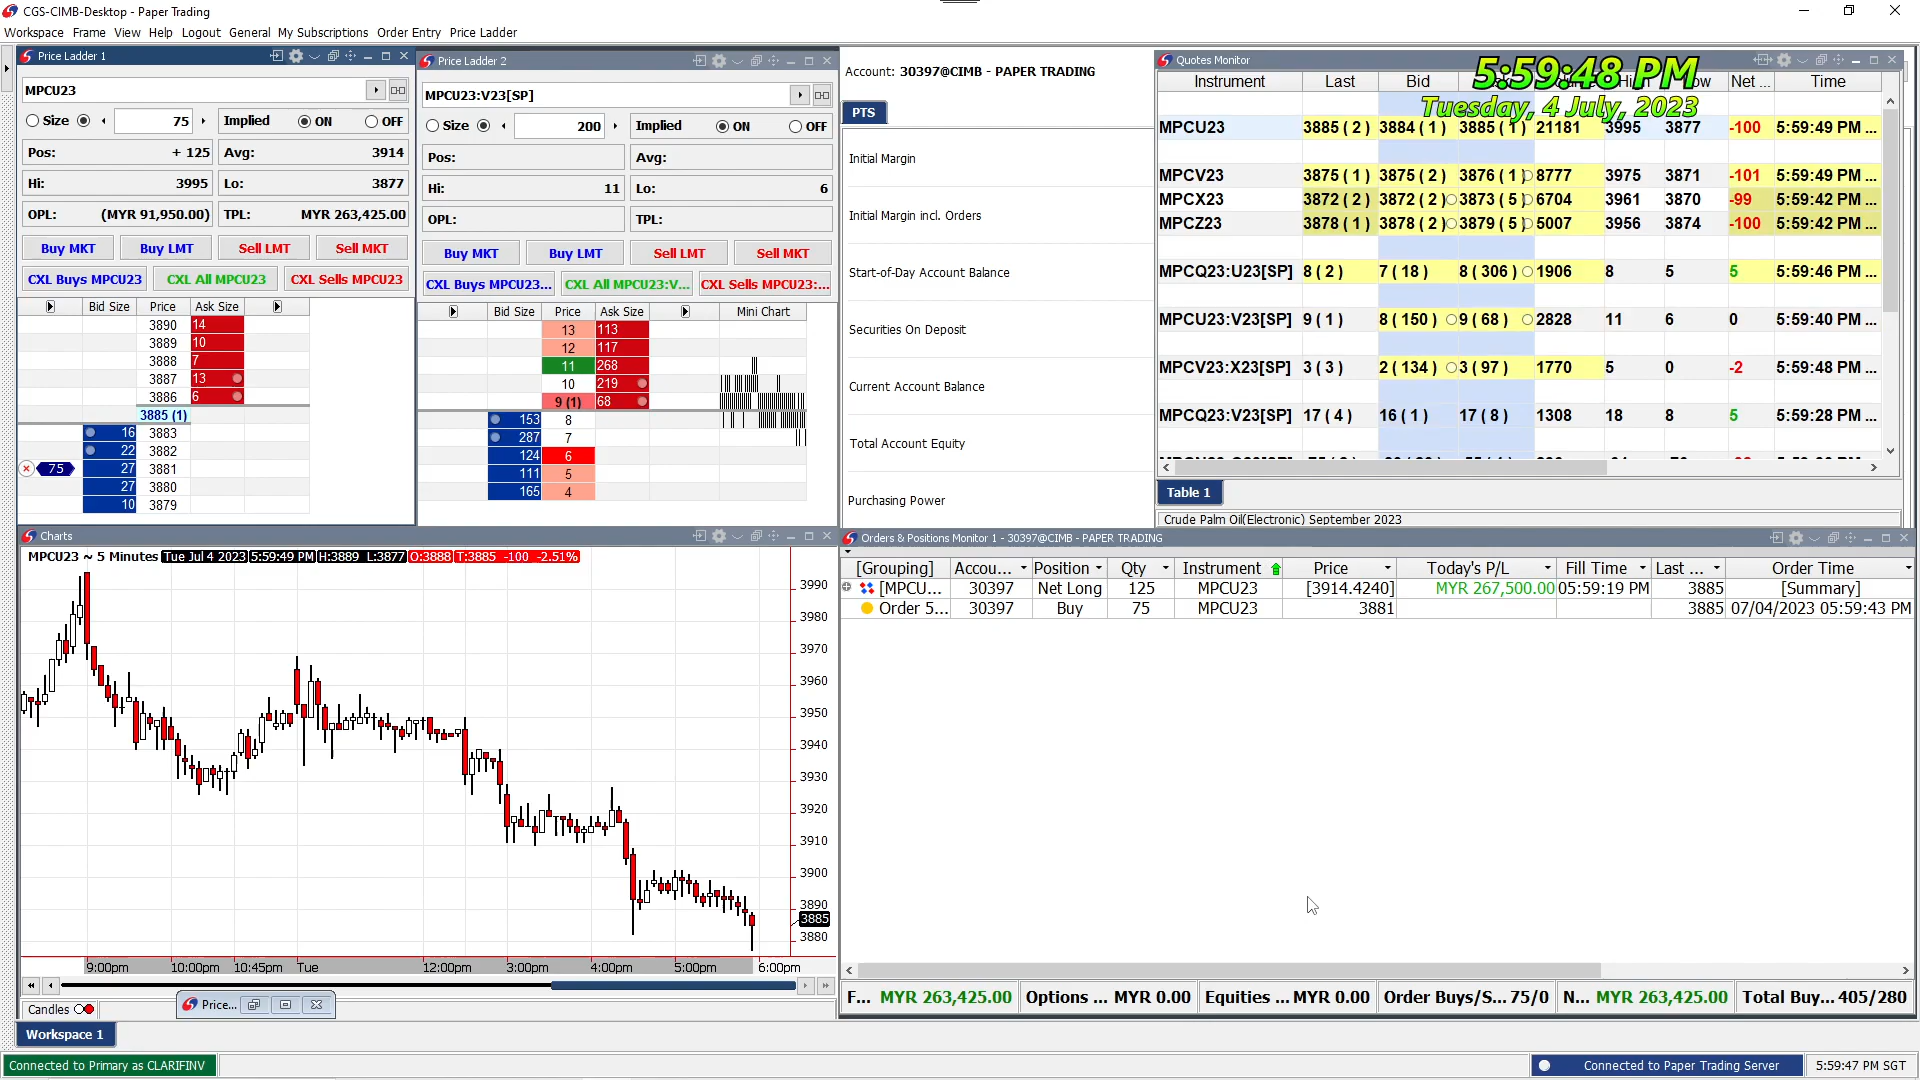 CGS-CIMB-Desktop - Paper Trading
Workspace Frame View Help Logout General My Subscriptions Order Entry Price Ladder
Price Ladder 1
MPCU23
Size 75 Implied ON OFF
Pos: + 125 Avg: 3914
Hi: 3995 Lo: 3877
OPL: (MYR 91,950.00) TPL: MYR 263,425.00
Buy MKT Buy LMT Sell LMT Sell MKT
CXL Buys MPCU23 CXL All MPCU23 CXL Sells MPCU23
Bid Size Price Ask Size
3890 14
3889 10
3888 7
3887 13
3886 6
3885 (1)
16 3883
22 3882
75 27 3881
27 3880
10 3879
Price Ladder 2
MPCU23:V23[SP]
Size 200 Implied ON OFF
Pos: Avg:
Hi: 11 Lo: 6
OPL: TPL:
Buy MKT Buy LMT Sell LMT Sell MKT
CXL Buys MPCU23... CXL All MPCU23:V... CXL Sells MPCU23:...
Bid Size Price Ask Size Mini Chart
13 113
12 117
11 268
10 219
9 (1) 68
153 8
287 7
124 6
111 5
165 4
Account: 30397@CIMB - PAPER TRADING
PTS
Initial Margin
Initial Margin incl. Orders
Start-of-Day Account Balance
Securities On Deposit
Current Account Balance
Total Account Equity
Purchasing Power
Quotes Monitor
5:59:48 PM
Tuesday, 4 July, 2023
Instrument Last Bid Net ... Time
MPCU23 3885 ( 2 ) 3884 ( 1 ) 3885 ( 1 ) 21181 3995 3877 -100 5:59:49 PM ...
MPCV23 3875 ( 1 ) 3875 ( 2 ) 3876 ( 1 ) 8777 3975 3871 -101 5:59:49 PM ...
MPCX23 3872 ( 2 ) 3872 ( 2 ) 3873 ( 5 ) 6704 3961 3870 -99 5:59:42 PM ...
MPCZ23 3878 ( 1 ) 3878 ( 2 ) 3879 ( 5 ) 5007 3956 3874 -100 5:59:42 PM ...
MPCQ23:U23[SP] 8 ( 2 ) 7 ( 18 ) 8 ( 306 ) 1906 8 5 5 5:59:46 PM ...
MPCU23:V23[SP] 9 ( 1 ) 8 ( 150 ) 9 ( 68 ) 2828 11 6 0 5:59:40 PM ...
MPCV23:X23[SP] 3 ( 3 ) 2 ( 134 ) 3 ( 97 ) 1770 5 0 -2 5:59:48 PM ...
MPCQ23:V23[SP] 17 ( 4 ) 16 ( 1 ) 17 ( 8 ) 1308 18 8 5 5:59:28 PM ...
Table 1
Crude Palm Oil(Electronic) September 2023
Charts
MPCU23 ~ 5 Minutes Tue Jul 4 2023 5:59:49 PM H:3889 L:3877 O:3888 T:3885 -100 -2.51%
3990
3980
3970
3960
3950
3940
3930
3920
3910
3900
3890
3885
3880
9:00pm 10:00pm 10:45pm Tue 12:00pm 3:00pm 4:00pm 5:00pm 6:00pm
Candles
Price...
Orders & Positions Monitor 1 - 30397@CIMB - PAPER TRADING
[Grouping] Accou... Position Qty Instrument Price Today's P/L Fill Time Last ... Order Time
[MPCU... 30397 Net Long 125 MPCU23 [3914.4240] MYR 267,500.00 05:59:19 PM 3885 [Summary]
Order 5... 30397 Buy 75 MPCU23 3881 3885 07/04/2023 05:59:43 PM
F... MYR 263,425.00 Options ... MYR 0.00 Equities ... MYR 0.00 Order Buys/S... 75/0 N... MYR 263,425.00 Total Buy... 405/280
Workspace 1
Connected to Primary as CLARIFINV Connected to Paper Trading Server 5:59:47 PM SGT